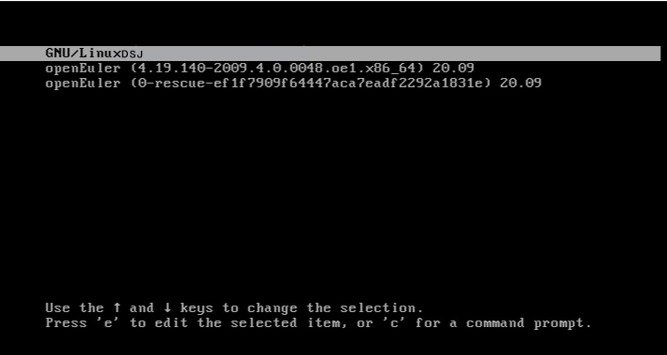 GNU/LinuxDSJ
openEuler (4.19.140-2009.4.0.0048.oe1.x86_64) 20.09
openEuler (0-rescue-ef1f7909f64447aca7eadf2292a1831e) 20.09
Use the ↑ and ↓ keys to change the selection.
Press 'e' to edit the selected item, or 'c' for a command prompt.